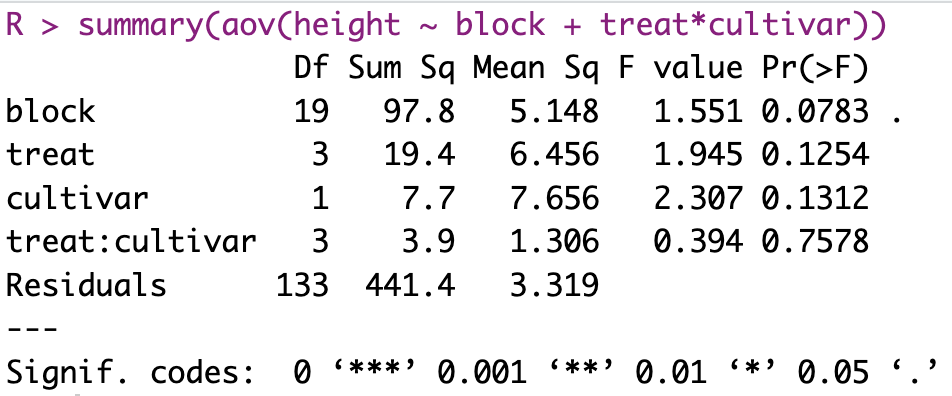 R > summary(aov(height ~ block + treat*cultivar))
Df Sum Sq Mean Sq F value Pr(>F)
block 19 97.8 5.148 1.551 0.0783 .
treat 3 19.4 6.456 1.945 0.1254
cultivar 1 7.7 7.656 2.307 0.1312
treat:cultivar 3 3.9 1.306 0.394 0.7578
Residuals 133 441.4 3.319
---
Signif. codes: 0 ‘***’ 0.001 ‘**’ 0.01 ‘*’ 0.05 ‘.’